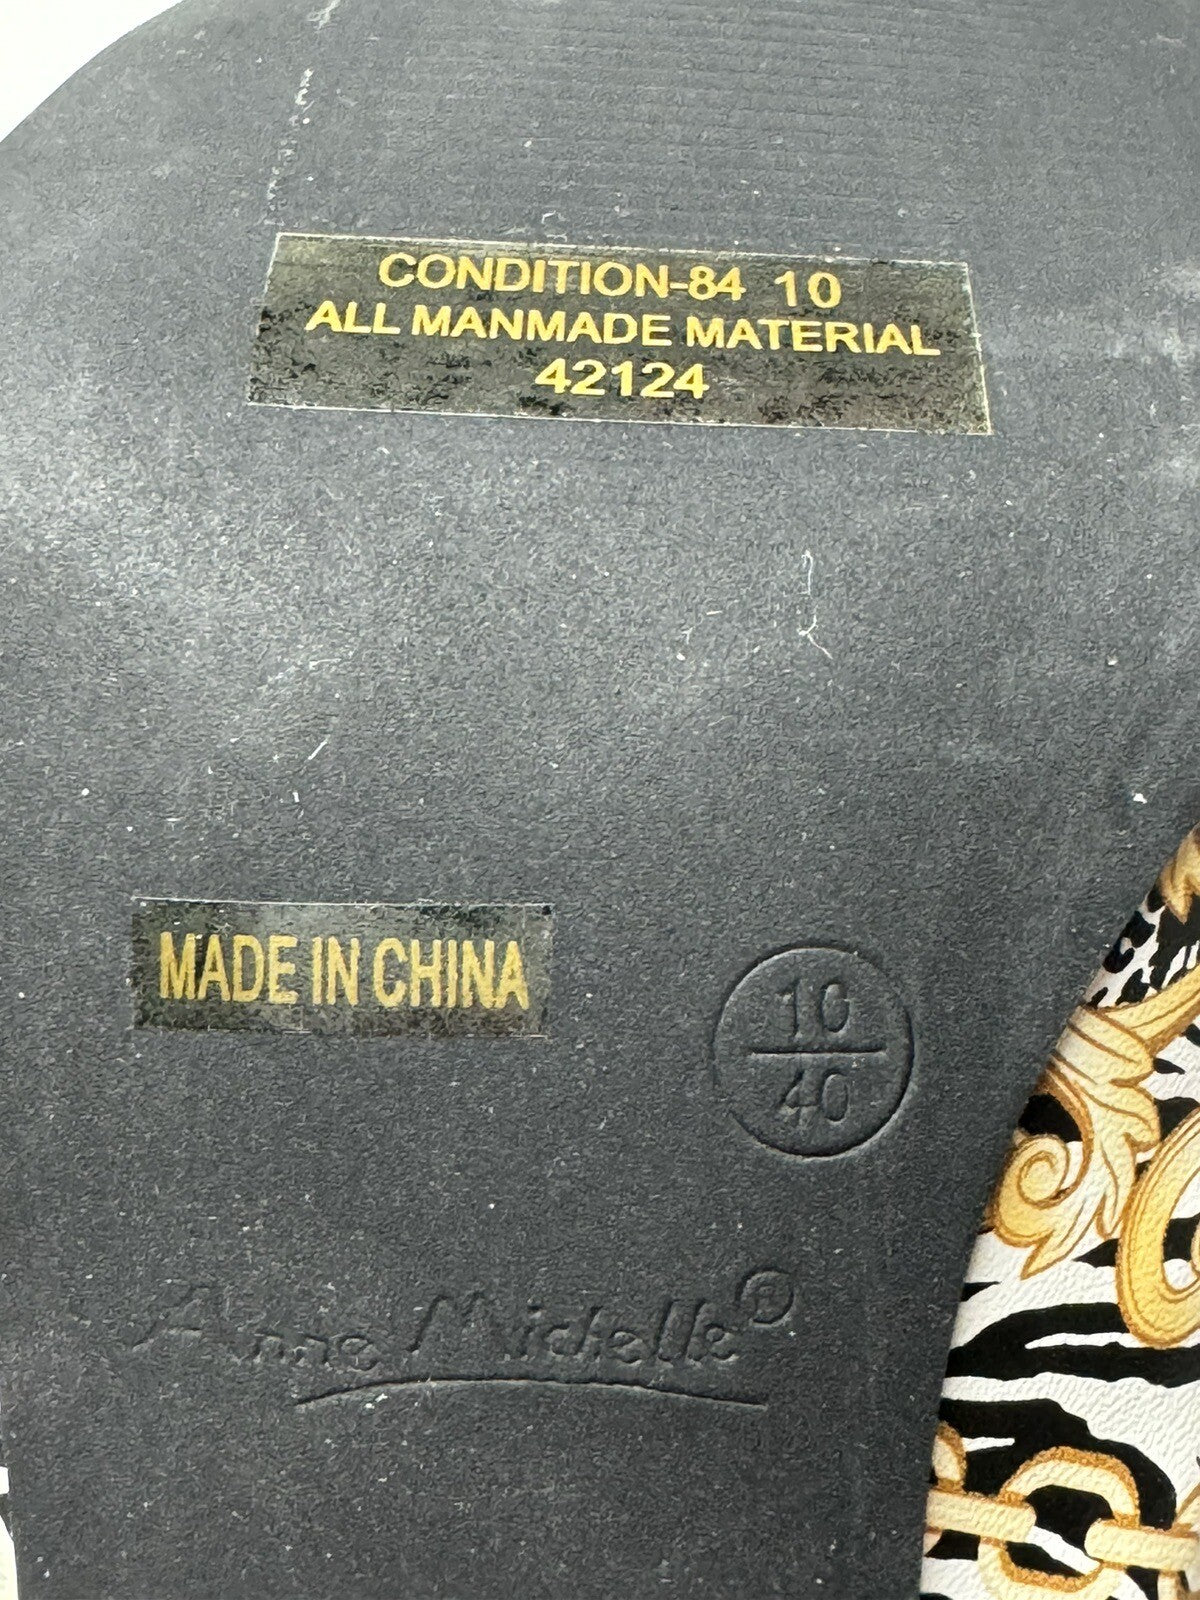 CONDITION-84 10
ALL MANMADE MATERIAL
42124
MADE IN CHINA
10
40
Anne Michelle®